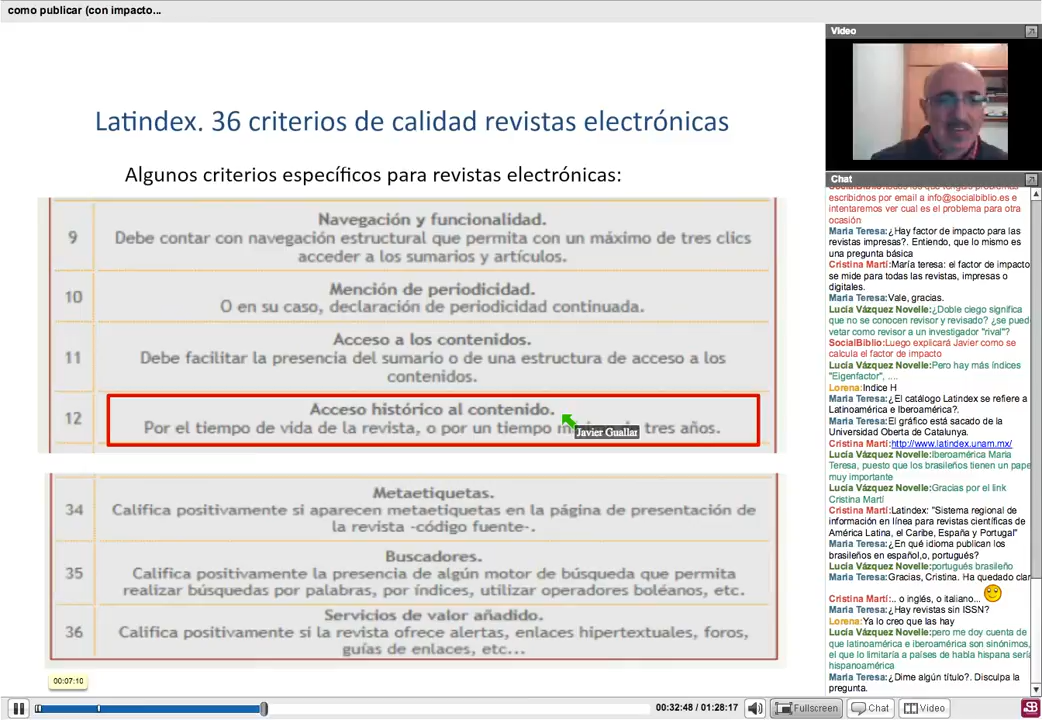 como publicar (con impacto...
Latindex. 36 criterios de calidad revistas electrónicas
Algunos criterios específicos para revistas electrónicas:
9
Navegación y funcionalidad.
Debe contar con navegación estructural que permita con un máximo de tres clics
acceder a los sumarios y artículos.
10
Mención de periodicidad.
O en su caso, declaración de periodicidad continuada.
11
Acceso a los contenidos.
Debe facilitar la presencia del sumario o de una estructura de acceso a los
contenidos.
12
Acceso histórico al contenido.
Por el tiempo de vida de la revista, o por un tiempo tres años.
Javier Guallar
34
Metaetiquetas.
Califica positivamente si aparecen metaetiquetas en la página de presentación de
la revista -código fuente-.
35
Buscadores.
Califica positivamente la presencia de algún motor de búsqueda que permita
realizar búsquedas por palabras, por índices, utilizar operadores boléanos, etc.
36
Servicios de valor añadido.
Califica positivamente si la revista ofrece alertas, enlaces hipertextuales, foros,
guías de enlaces, etc...
00:07:10
Video
Chat
escribidnos por email a info@socialbiblio.es e
intentaremos ver cual es el problema para otra
ocasión
Maria Teresa:¿Hay factor de impacto para las
revistas impresas?. Entiendo, que lo mismo es
una pregunta básica
Cristina Martí:María teresa: el factor de impacto
se mide para todas las revistas, impresas o
digitales.
Maria Teresa:Vale, gracias.
Lucía Vázquez Novelle:¿Doble ciego significa
que no se conocen revisor y revisado? ¿se pued
vetar como revisor a un investigador "rival"?
SocialBiblio:Luego explicará Javier como se
calcula el factor de impacto
Lucía Vázquez Novelle:Pero hay más índices
"Eigenfactor", ....
Lorena:Indice H
Maria Teresa:¿El catálogo Latindex se refiere a
Latinoamérica e Iberoamérica?.
Maria Teresa:El gráfico está sacado de la
Universidad Oberta de Catalunya.
Cristina Martí:http://www.latindex.unam.mx/
Lucía Vázquez Novelle:Iberoamérica Maria
Teresa, puesto que los brasileños tienen un pape
muy importante
Lucía Vázquez Novelle:Gracias por el link
Cristina Martí
Cristina Martí:Latindex: "Sistema regional de
información en línea para revistas científicas de
América Latina, el Caribe, España y Portugal"
Maria Teresa:¿En qué idioma publican los
brasileños en español,o, portugués?
Lucía Vázquez Novelle:portugués brasileño
Maria Teresa:Gracias, Cristina. Ha quedado clar
Cristina Martí:.. o inglés, o italiano...
Maria Teresa:¿Hay revistas sin ISSN?
Lorena:Ya lo creo que las hay
Lucía Vázquez Novelle:pero me doy cuenta de
que latinoamérica e iberoamérica son sinónimos,
el que lo limitaría a países de habla hispana sería
hispanoamérica
Maria Teresa:¿Dime algún título?. Disculpa la
pregunta.
00:32:48 / 01:28:17
Fullscreen
Chat
Video
SB